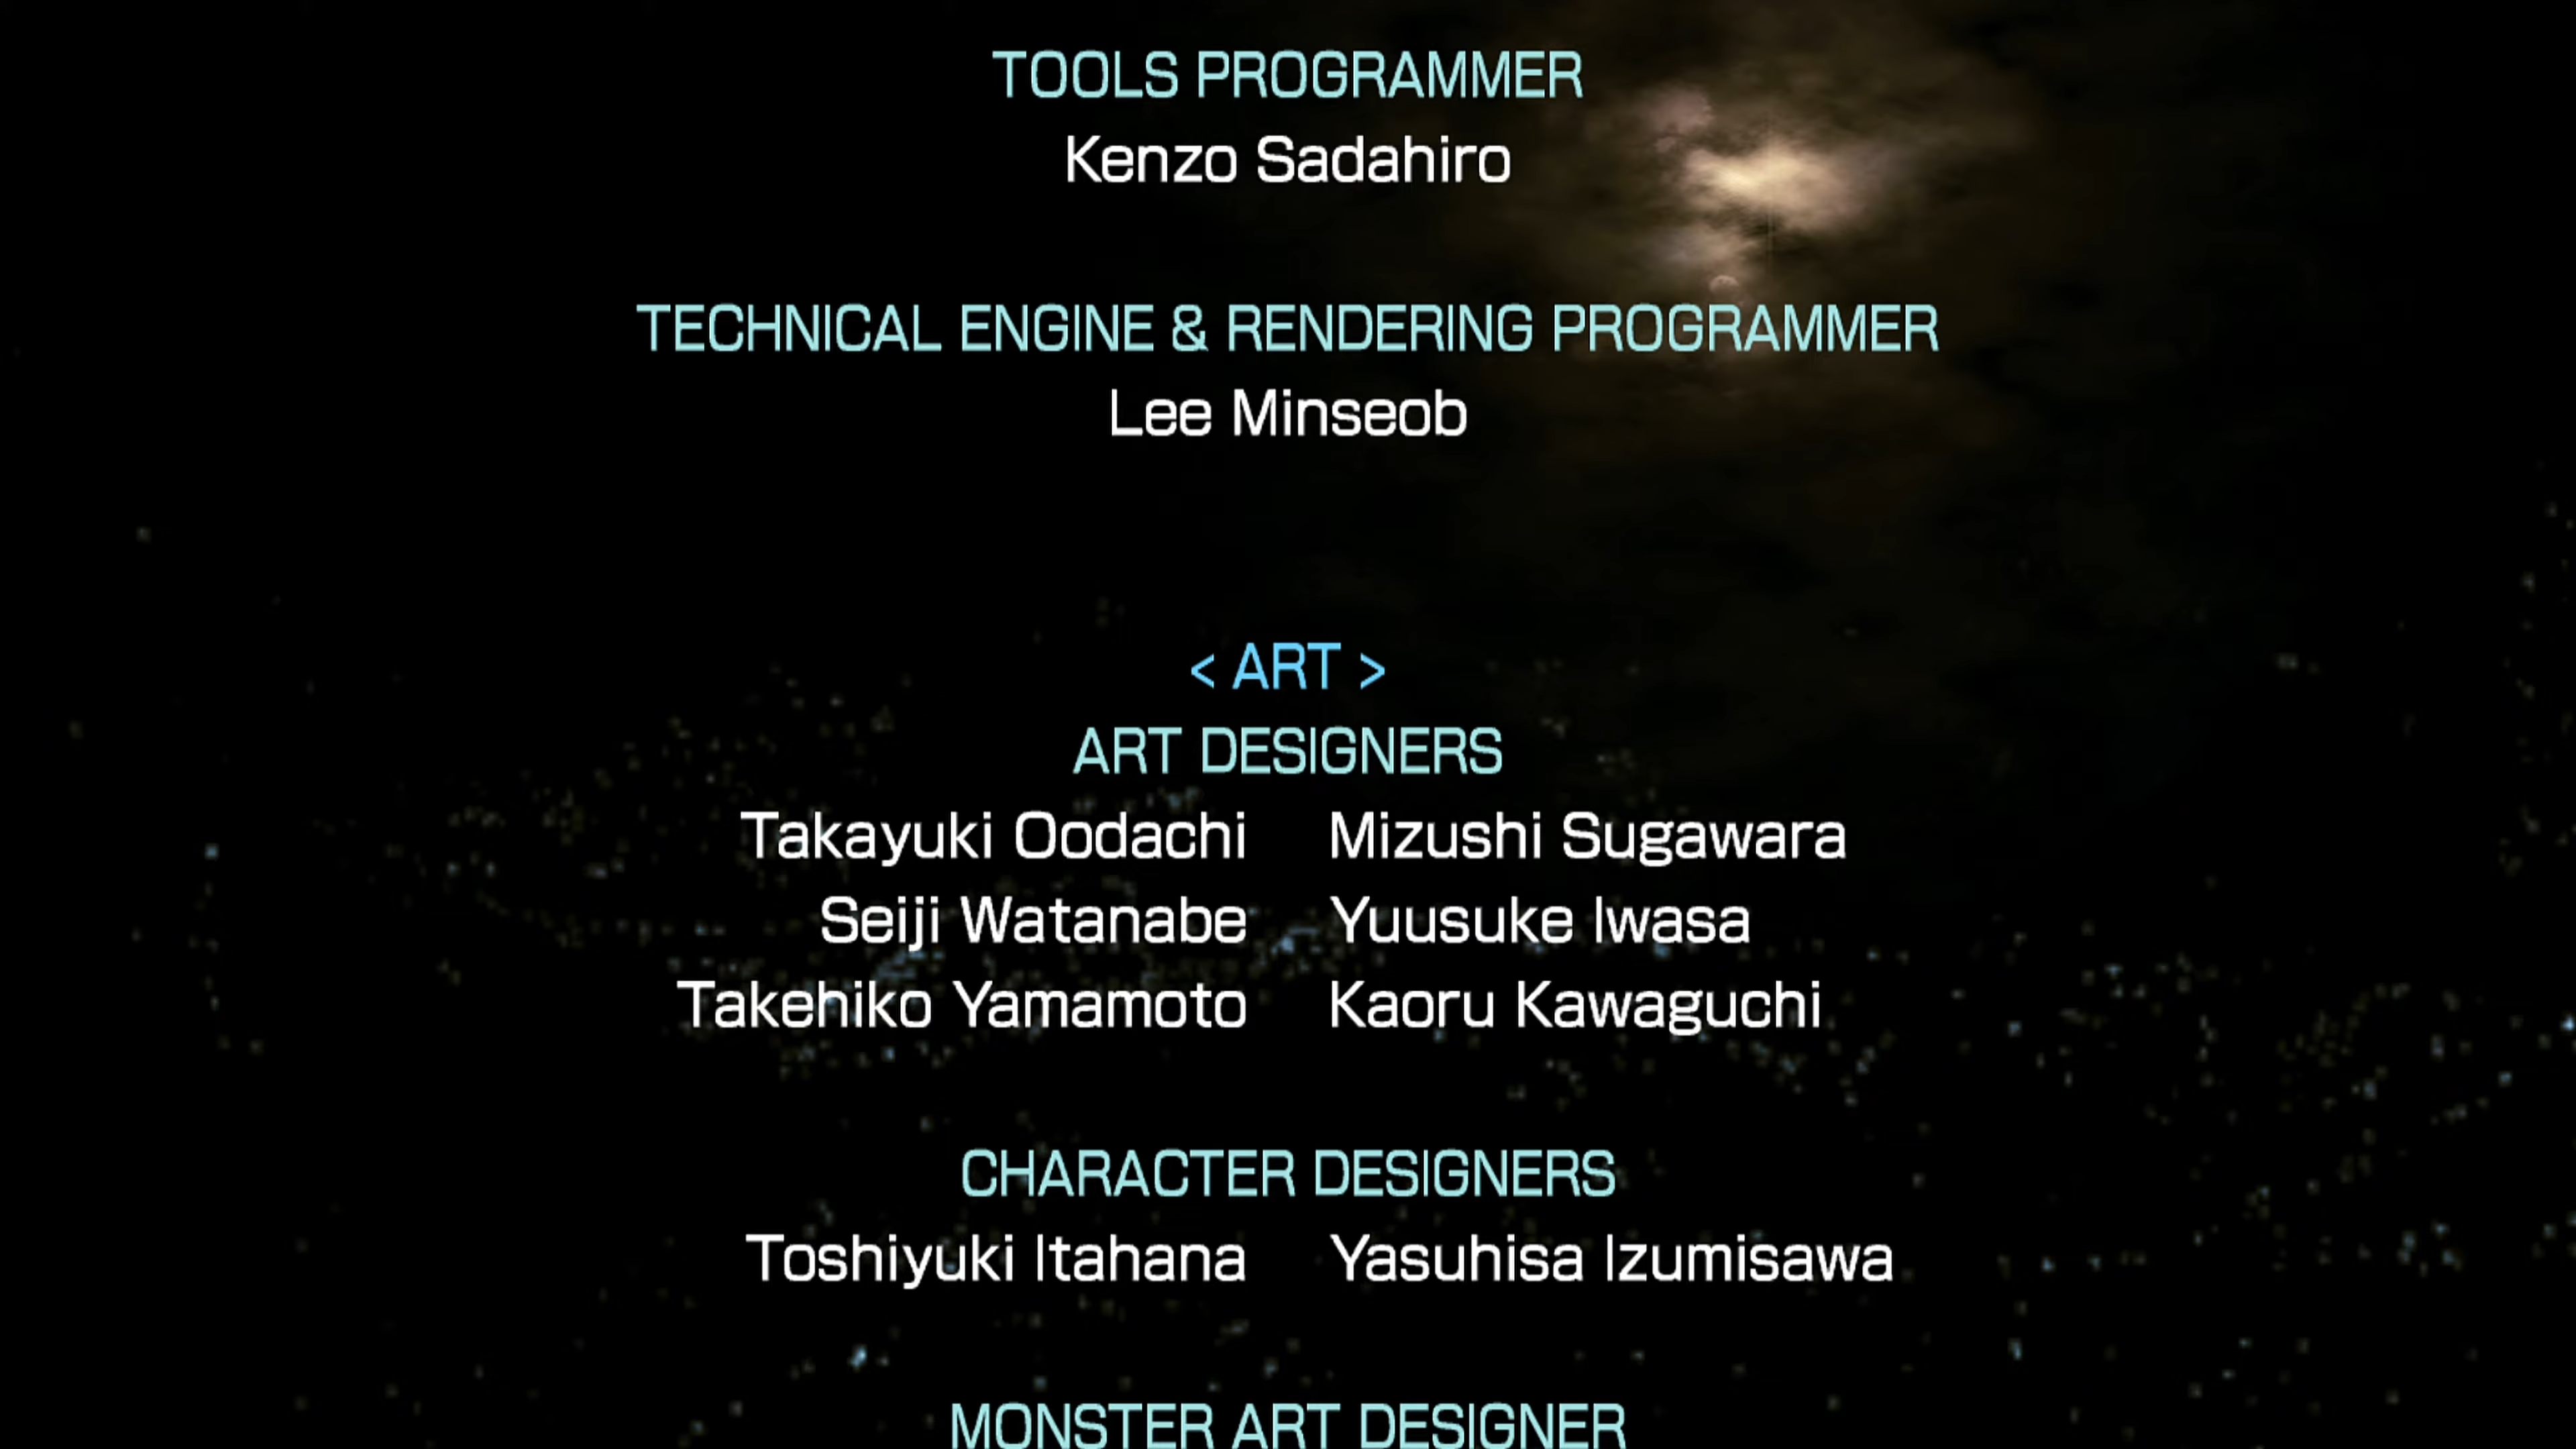 TOOLS PROGRAMMER
Kenzo Sadahiro
TECHNICAL ENGINE & RENDERING PROGRAMMER
Lee Minseob
< ART >
ART DESIGNERS
Takayuki Oodachi Mizushi Sugawara
Seiji Watanabe Yuusuke Iwasa
Takehiko Yamamoto Kaoru Kawaguchi
CHARACTER DESIGNERS
Toshiyuki Itahana Yasuhisa Izumisawa
MONSTER ART DESIGNER